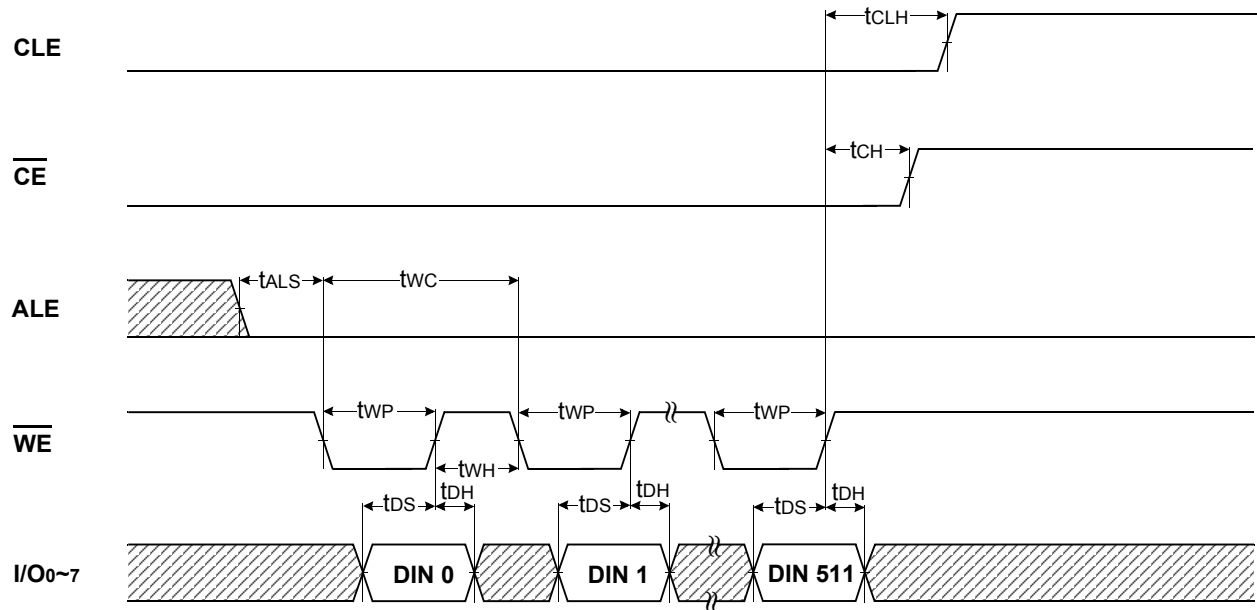 tCLH
CLE
tCH
CE
tALS
tWC
ALE
tWP
tWP
tWP
WE
tWH
tDS
tDH
tDS
tDH
tDS
tDH
I/O0~7
DIN 0
DIN 1
DIN 511